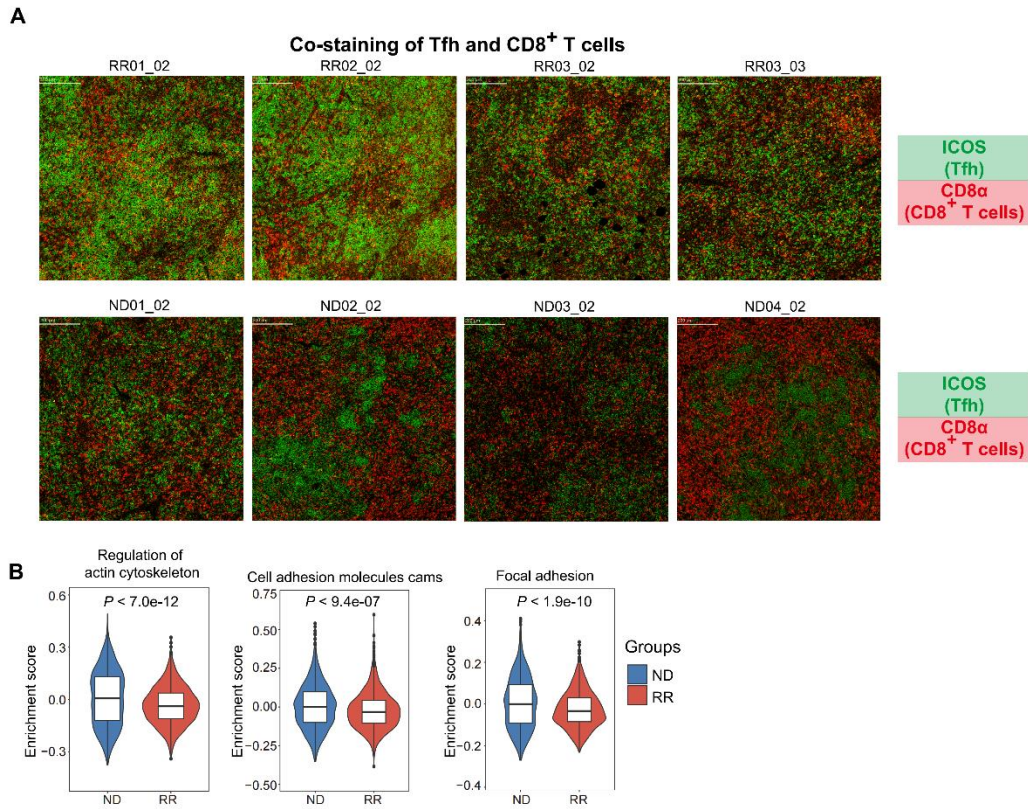 A
Co-staining of Tfh and CD8⁺ T cells
RR01_02 RR02_02 RR03_02 RR03_03
ICOS
(Tfh)
CD8α
(CD8⁺ T cells)
ND01_02 ND02_02 ND03_02 ND04_02
ICOS
(Tfh)
CD8α
(CD8⁺ T cells)
B
Regulation of
actin cytoskeleton
P < 7.0e-12
Enrichment score
0.6
0.3
0.0
−0.3
ND RR
Cell adhesion molecules cams
P < 9.4e-07
Enrichment score
0.75
0.50
0.25
0.00
−0.25
−0.50
ND RR
Focal adhesion
P < 1.9e-10
Enrichment score
0.4
0.2
0.0
−0.2
−0.4
ND RR
Groups
ND
RR